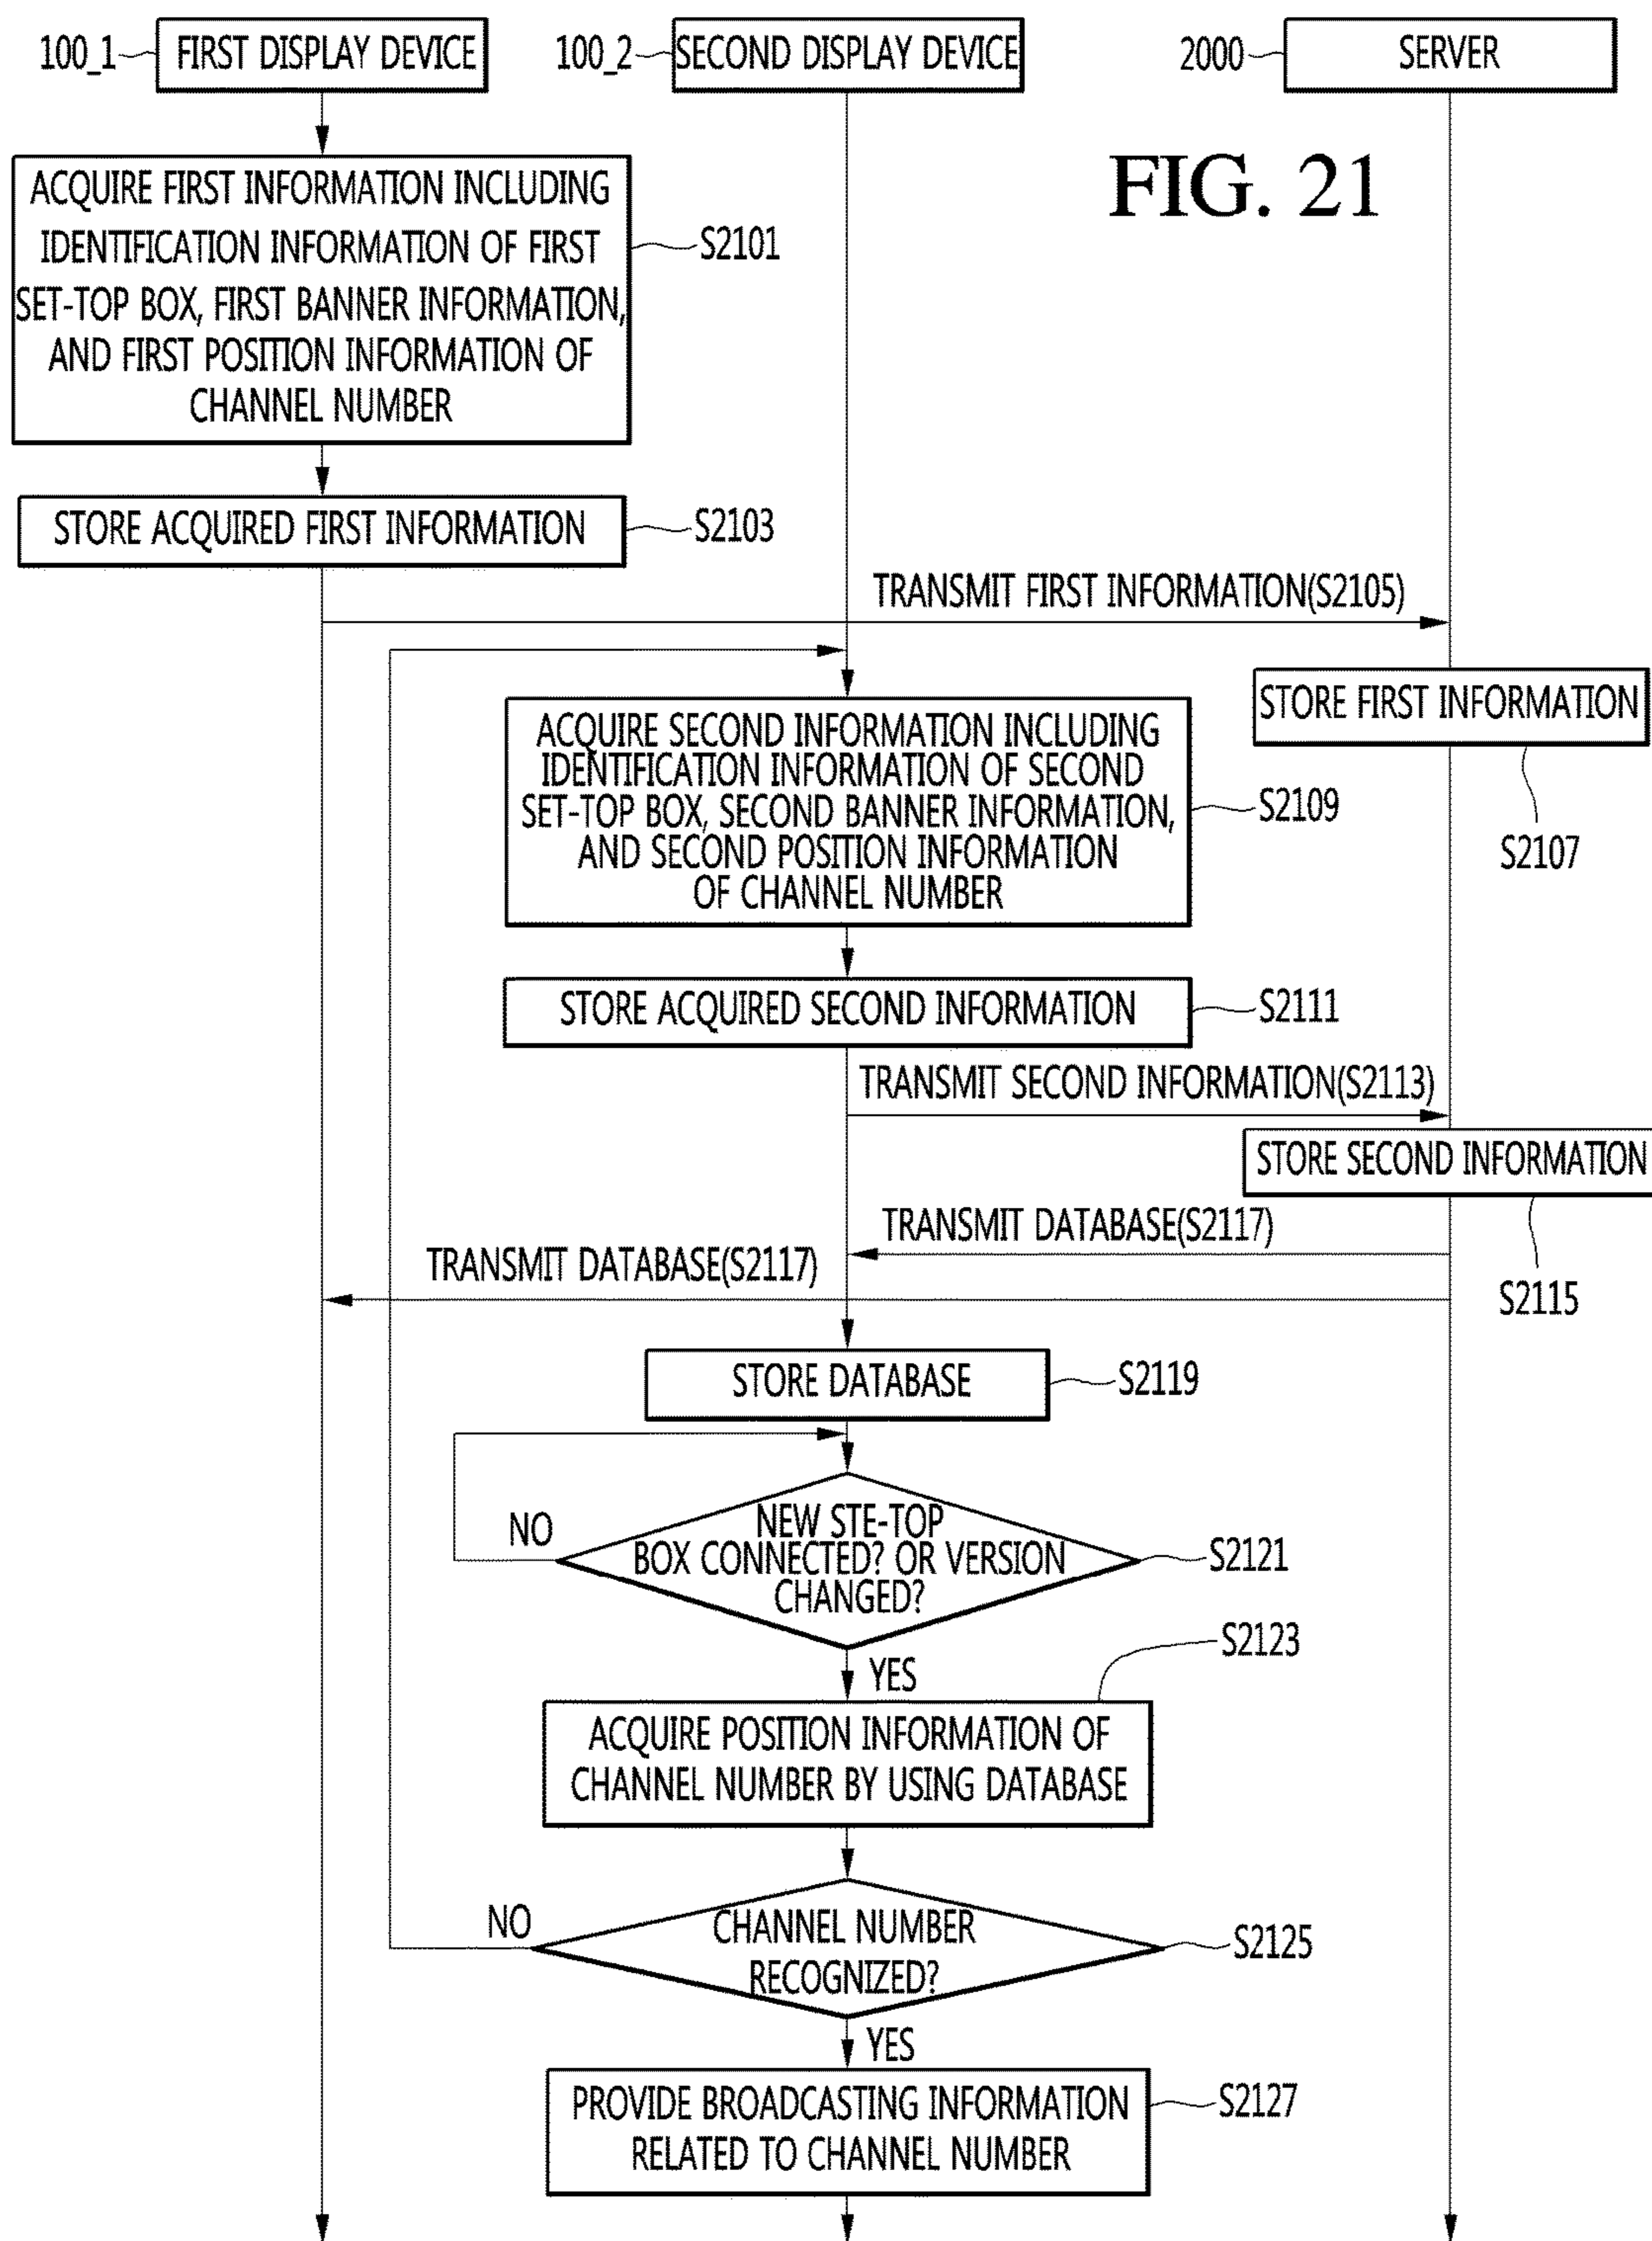 100_1
FIRST DISPLAY DEVICE
100_2
SECOND DISPLAY DEVICE
2000
SERVER
FIG. 21
ACQUIRE FIRST INFORMATION INCLUDING
IDENTIFICATION INFORMATION OF FIRST
SET-TOP BOX, FIRST BANNER INFORMATION,
AND FIRST POSITION INFORMATION OF
CHANNEL NUMBER
S2101
STORE ACQUIRED FIRST INFORMATION
S2103
TRANSMIT FIRST INFORMATION(S2105)
STORE FIRST INFORMATION
S2107
ACQUIRE SECOND INFORMATION INCLUDING
IDENTIFICATION INFORMATION OF SECOND
SET-TOP BOX, SECOND BANNER INFORMATION,
AND SECOND POSITION INFORMATION
OF CHANNEL NUMBER
S2109
STORE ACQUIRED SECOND INFORMATION
S2111
TRANSMIT SECOND INFORMATION(S2113)
STORE SECOND INFORMATION
S2115
TRANSMIT DATABASE(S2117)
TRANSMIT DATABASE(S2117)
STORE DATABASE
S2119
NEW STE-TOP
BOX CONNECTED? OR VERSION
CHANGED?
NO
S2121
YES
S2123
ACQUIRE POSITION INFORMATION OF
CHANNEL NUMBER BY USING DATABASE
NO
CHANNEL NUMBER
RECOGNIZED?
S2125
YES
PROVIDE BROADCASTING INFORMATION
RELATED TO CHANNEL NUMBER
S2127